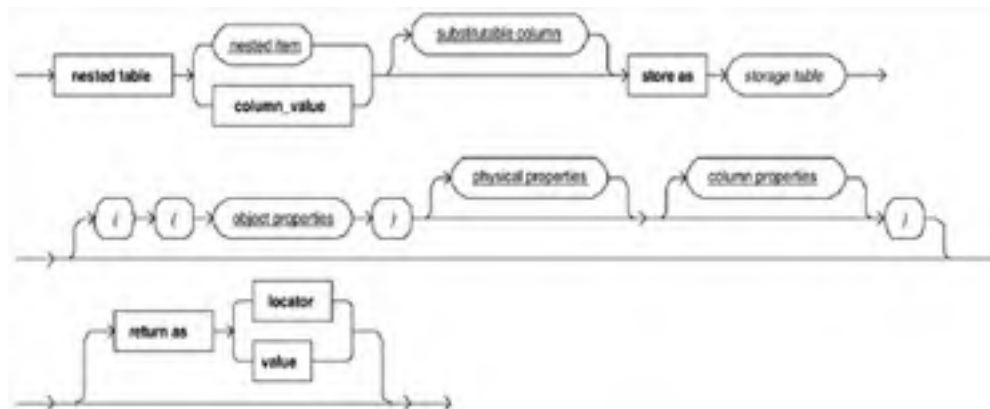 nested item substitutable column
nested table store as storage table
column_value
physical properties column properties
( ( object properties ) )
locator
return as
value